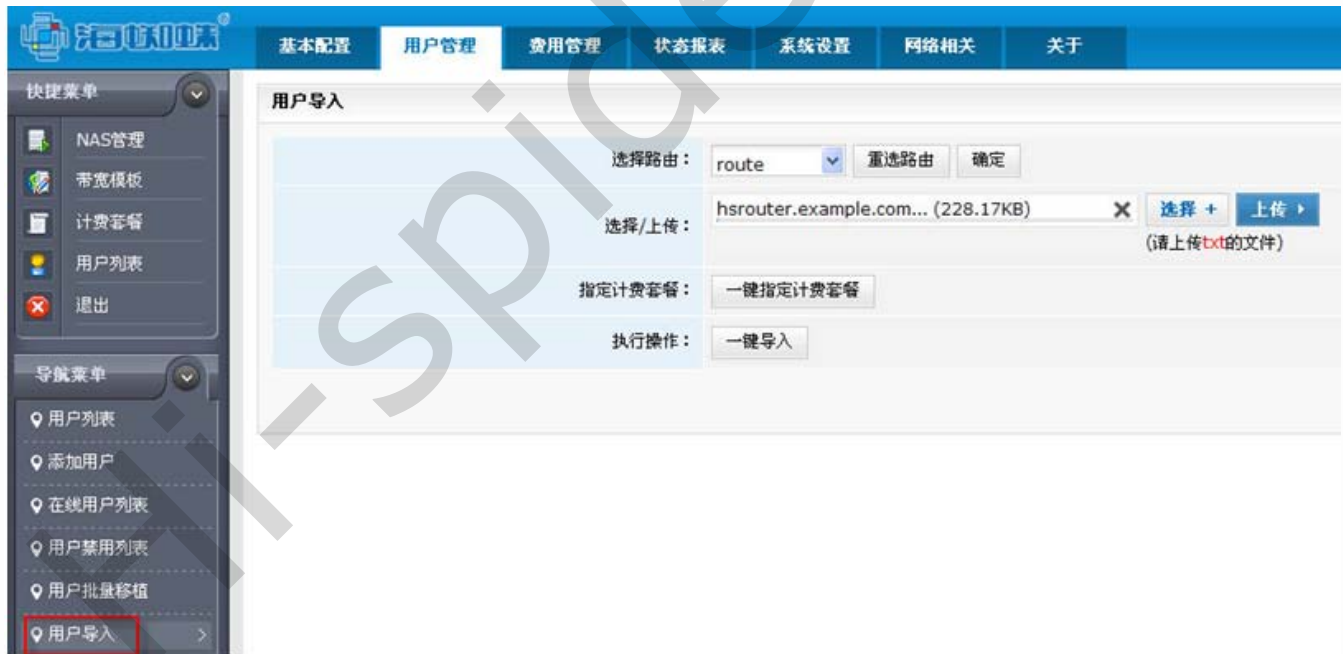 海蜘蛛®
基本配置 用户管理 费用管理 状态报表 系统设置 网络相关 关于
快捷菜单
NAS管理
带宽模板
计费套餐
用户列表
退出
导航菜单
用户列表
添加用户
在线用户列表
用户禁用列表
用户批量移植
用户导入
用户导入
选择路由： route 重选路由 确定
选择/上传： hsrouter.example.com... (228.17KB) 选择 + 上传
(请上传txt的文件)
指定计费套餐： 一键指定计费套餐
执行操作： 一键导入
Hi-spide